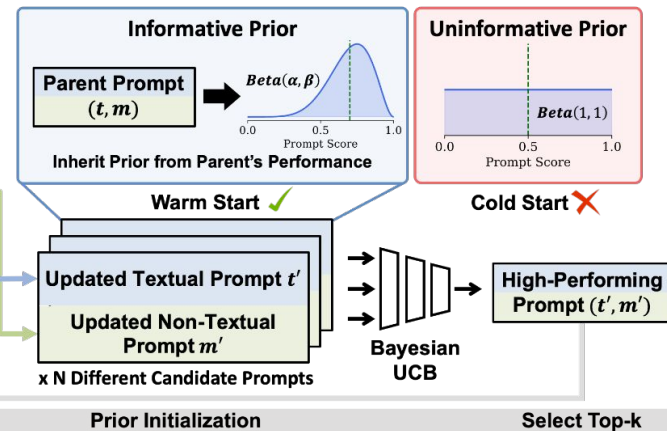 Informative Prior
Parent Prompt
(t, m)
Beta(α, β)
0.0 0.5 1.0
Prompt Score
Inherit Prior from Parent's Performance
Uninformative Prior
Beta(1, 1)
0.0 0.5 1.0
Prompt Score
Warm Start
Cold Start
Updated Textual Prompt t′
Updated Non-Textual
Prompt m′
x N Different Candidate Prompts
Bayesian
UCB
High-Performing
Prompt (t′, m′)
Prior Initialization
Select Top-k